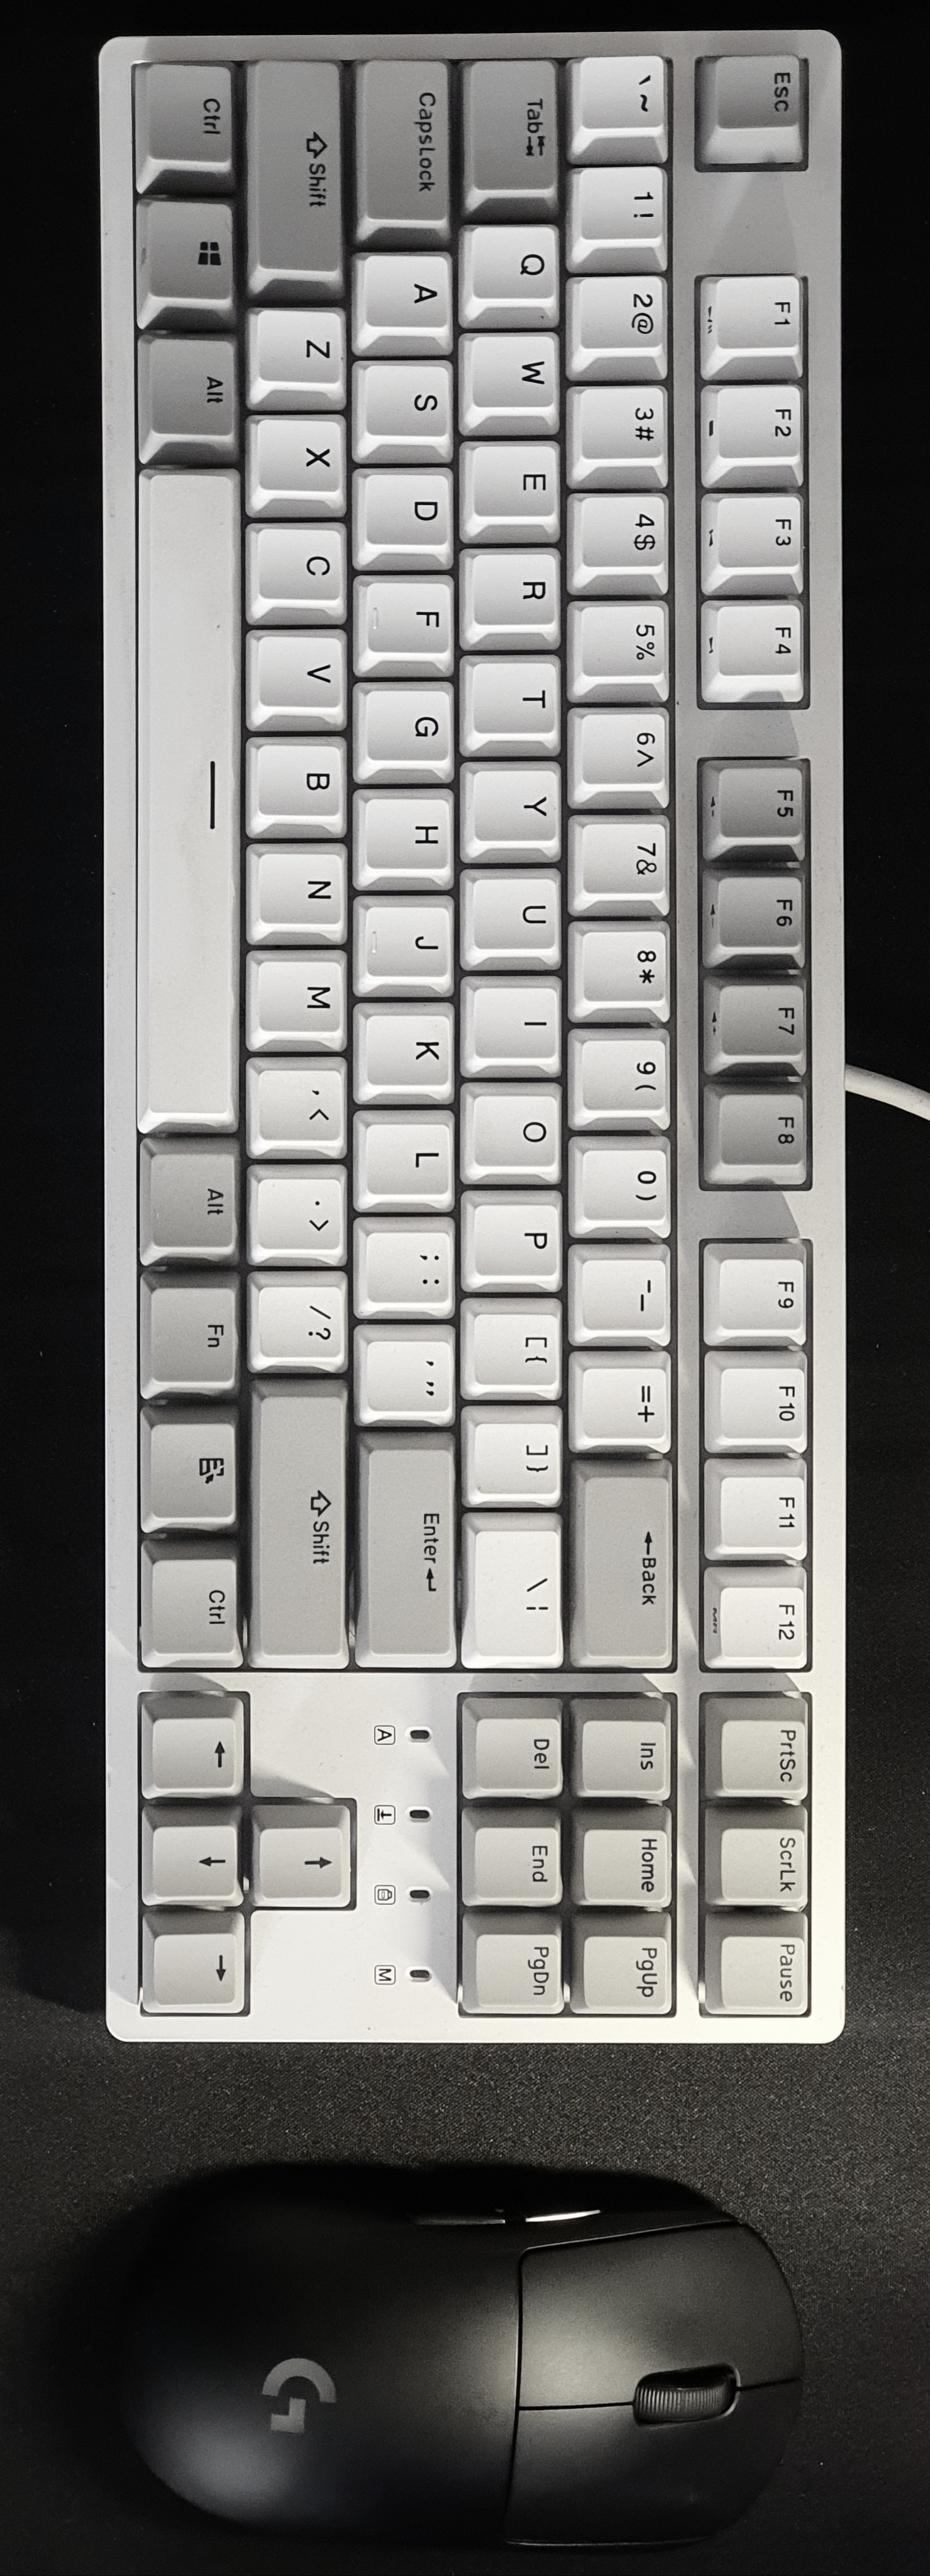 Esc F1 F2 F3 F4 F5 F6 F7 F8 F9 F10 F11 F12 PrtSc ScrLk Pause
`~ 1! 2@ 3# 4$ 5% 6^ 7& 8* 9( 0) -_ =+ ←Back Ins Home PgUp
Tab Q W E R T Y U I O P [{ ]} \¦ Del End PgDn
CapsLock A S D F G H J K L ;: '" Enter↵
A M
⇧Shift Z X C V B N M ,< .> /? ⇧Shift ↑
Ctrl Alt Alt Fn Ctrl ← ↓ →
G